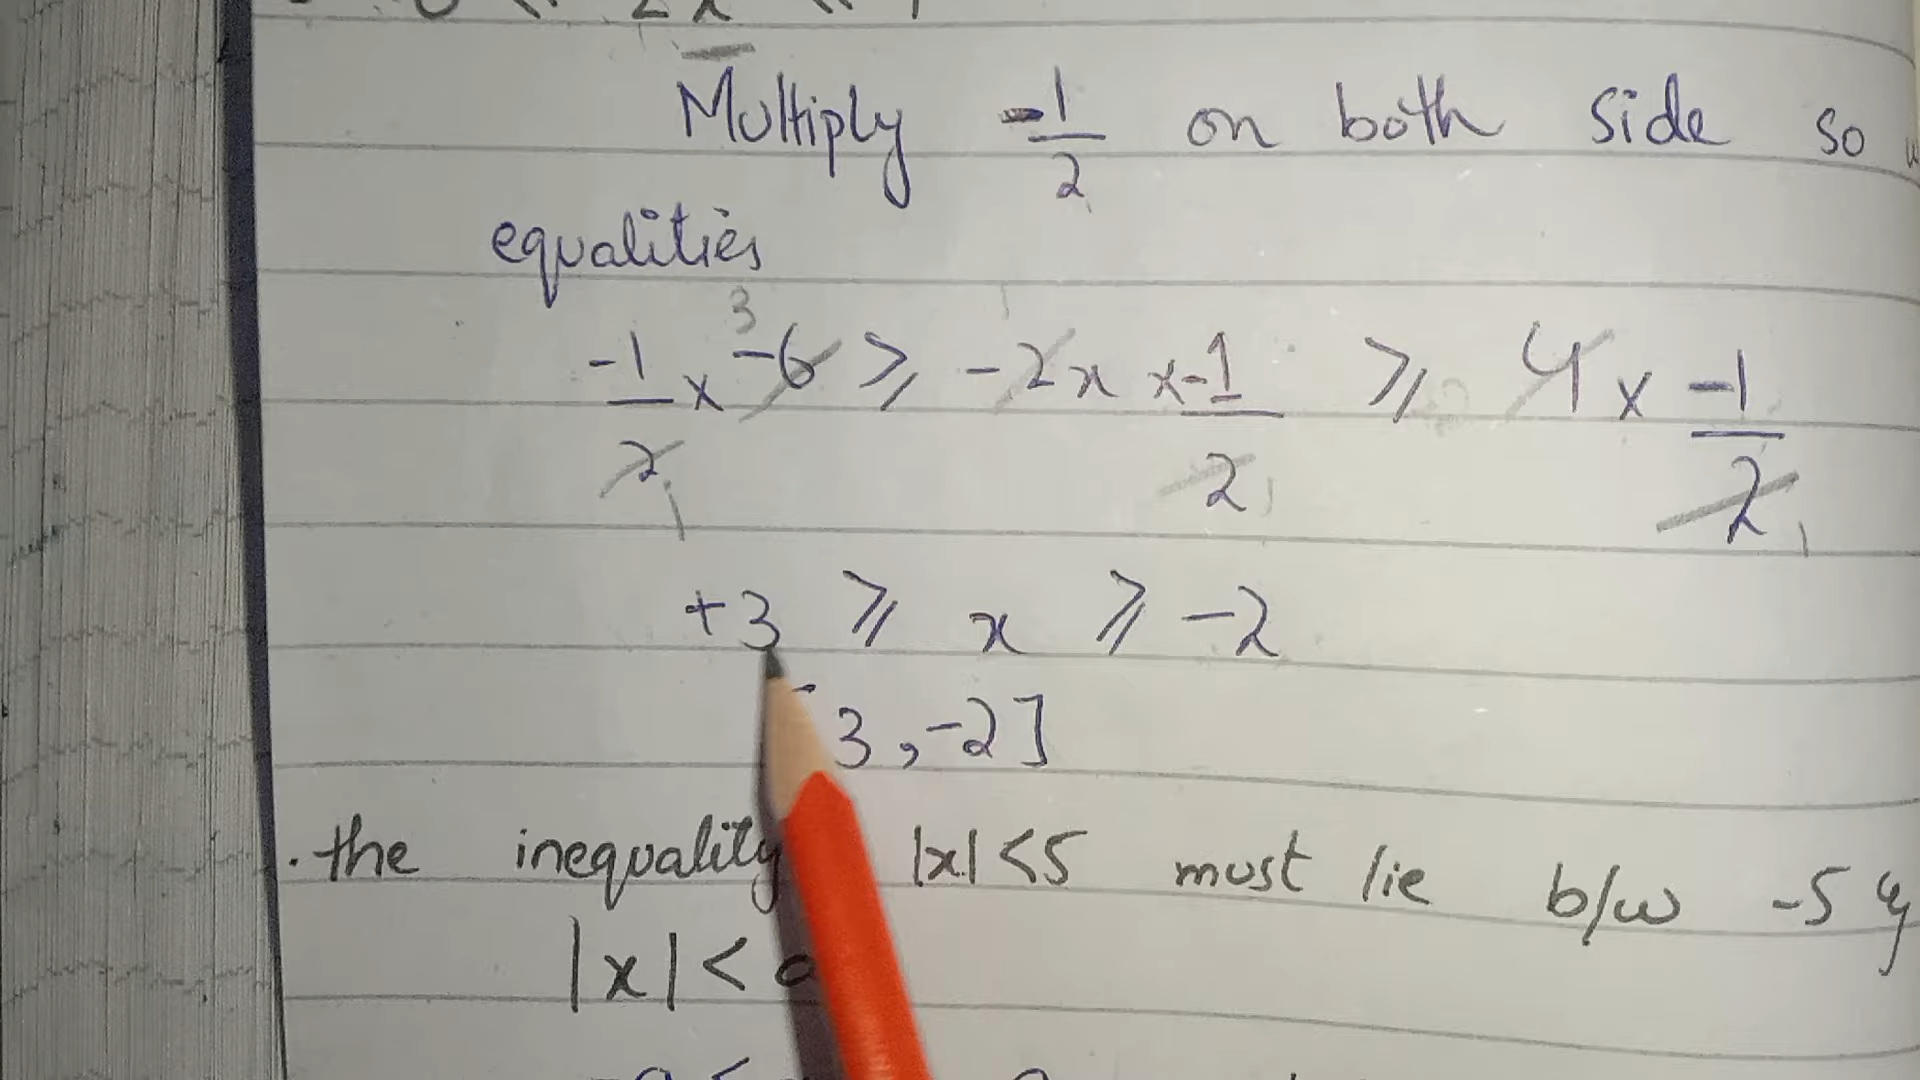 Multiply -1/2 on both side so
equalities
-1/2 x -6 ⩾ -2x x -1/2 ⩾ 4 x -1/2
3
+3 ⩾ x ⩾ -2
3, -2]
. the inequality |x| < 5 must lie b/w -5
|x| < a